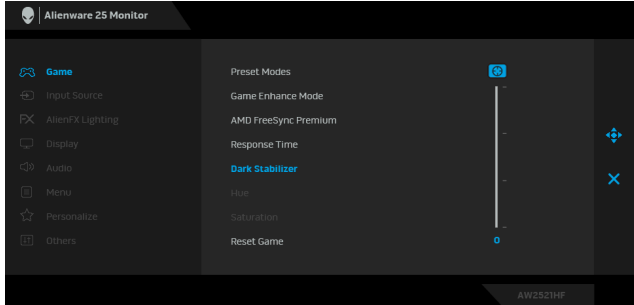 Alienware 25 Monitor
Game
Input Source
AlienFX Lighting
Display
Audio
Menu
Personalize
Others
Preset Modes
Game Enhance Mode
AMD FreeSync Premium
Response Time
Dark Stabilizer
Hue
Saturation
Reset Game
0
AW2521HF